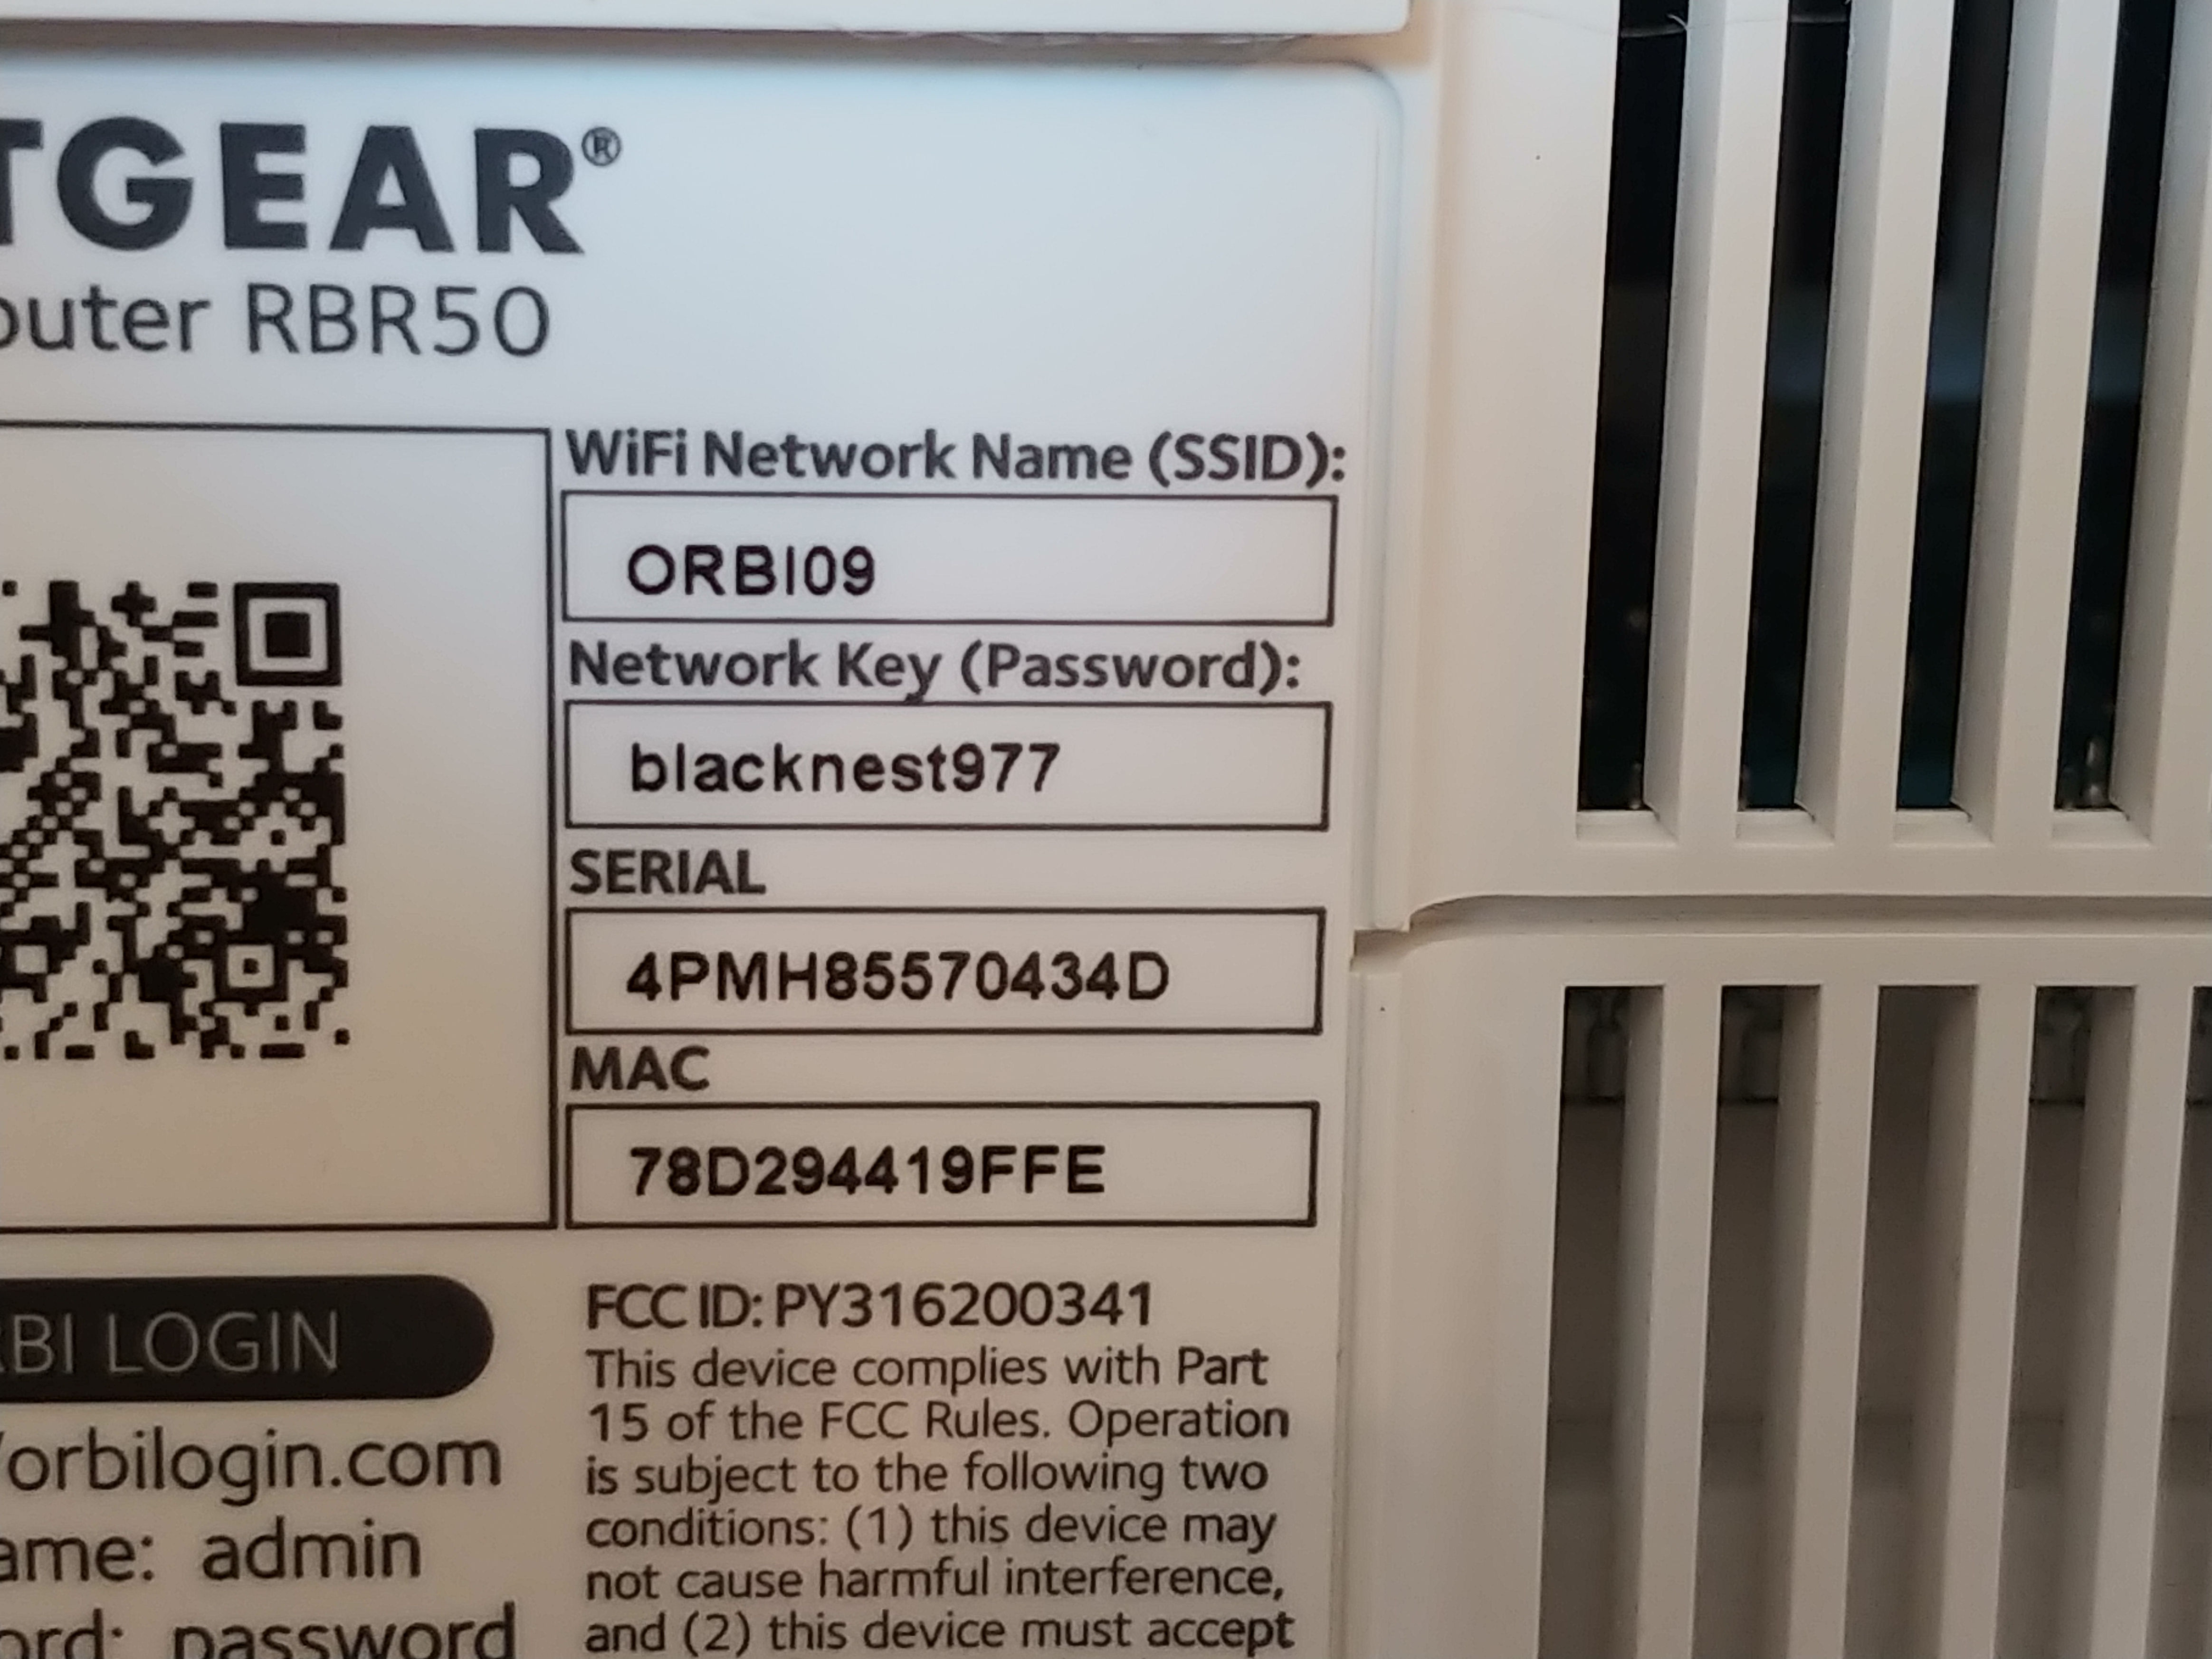 TGEAR®
outer RBR50
WiFi Network Name (SSID):
ORBI09
Network Key (Password):
blacknest977
SERIAL
4PMH85570434D
MAC
78D294419FFE
BI LOGIN
/orbilogin.com
ame: admin
ord: password
FCC ID: PY316200341
This device complies with Part
15 of the FCC Rules. Operation
is subject to the following two
conditions: (1) this device may
not cause harmful interference,
and (2) this device must accept